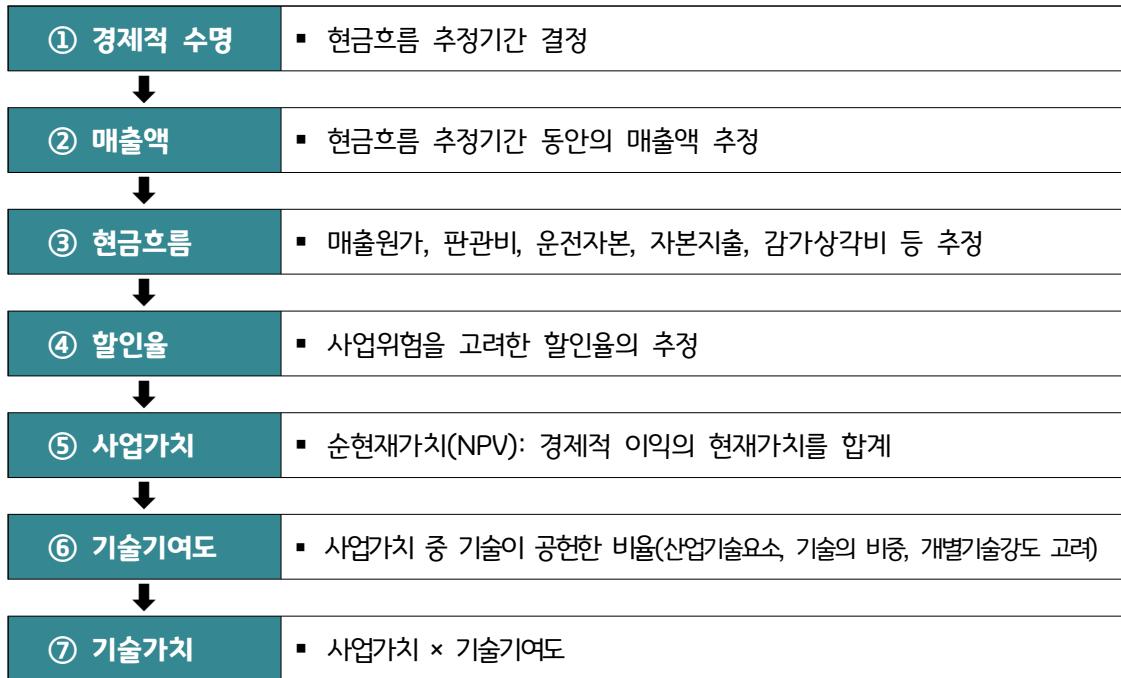 ① 경제적 수명
▪ 현금흐름 추정기간 결정
② 매출액
▪ 현금흐름 추정기간 동안의 매출액 추정
③ 현금흐름
▪ 매출원가, 판관비, 운전자본, 자본지출, 감가상각비 등 추정
④ 할인율
▪ 사업위험을 고려한 할인율의 추정
⑤ 사업가치
▪ 순현재가치(NPV): 경제적 이익의 현재가치를 합계
⑥ 기술기여도
▪ 사업가치 중 기술이 공헌한 비율(산업기술요소, 기술의 비중, 개별기술강도 고려)
⑦ 기술가치
▪ 사업가치 × 기술기여도